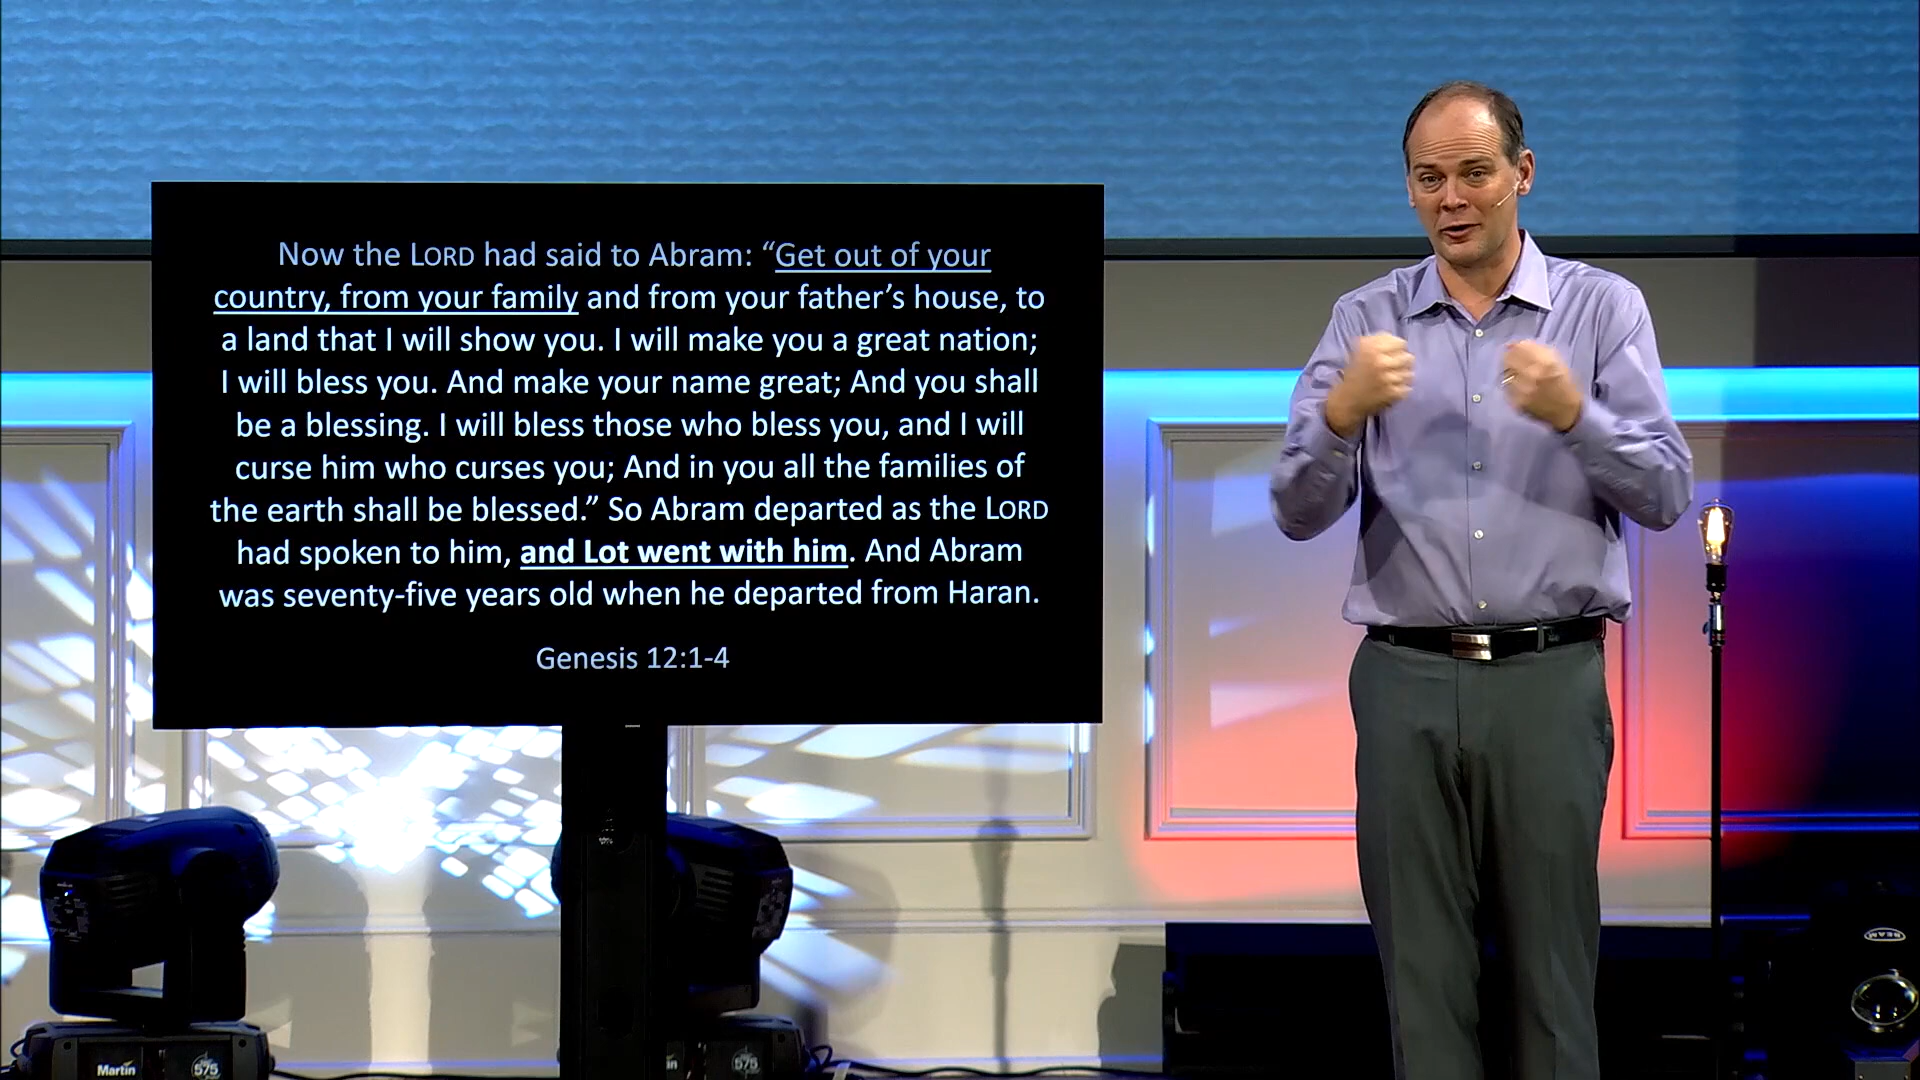 Now the LORD had said to Abram: “Get out of your
country, from your family and from your father’s house, to
a land that I will show you. I will make you a great nation;
I will bless you. And make your name great; And you shall
be a blessing. I will bless those who bless you, and I will
curse him who curses you; And in you all the families of
the earth shall be blessed.” So Abram departed as the LORD
had spoken to him, and Lot went with him. And Abram
was seventy-five years old when he departed from Haran.
Genesis 12:1-4
BEAM
Martin
575
in
575